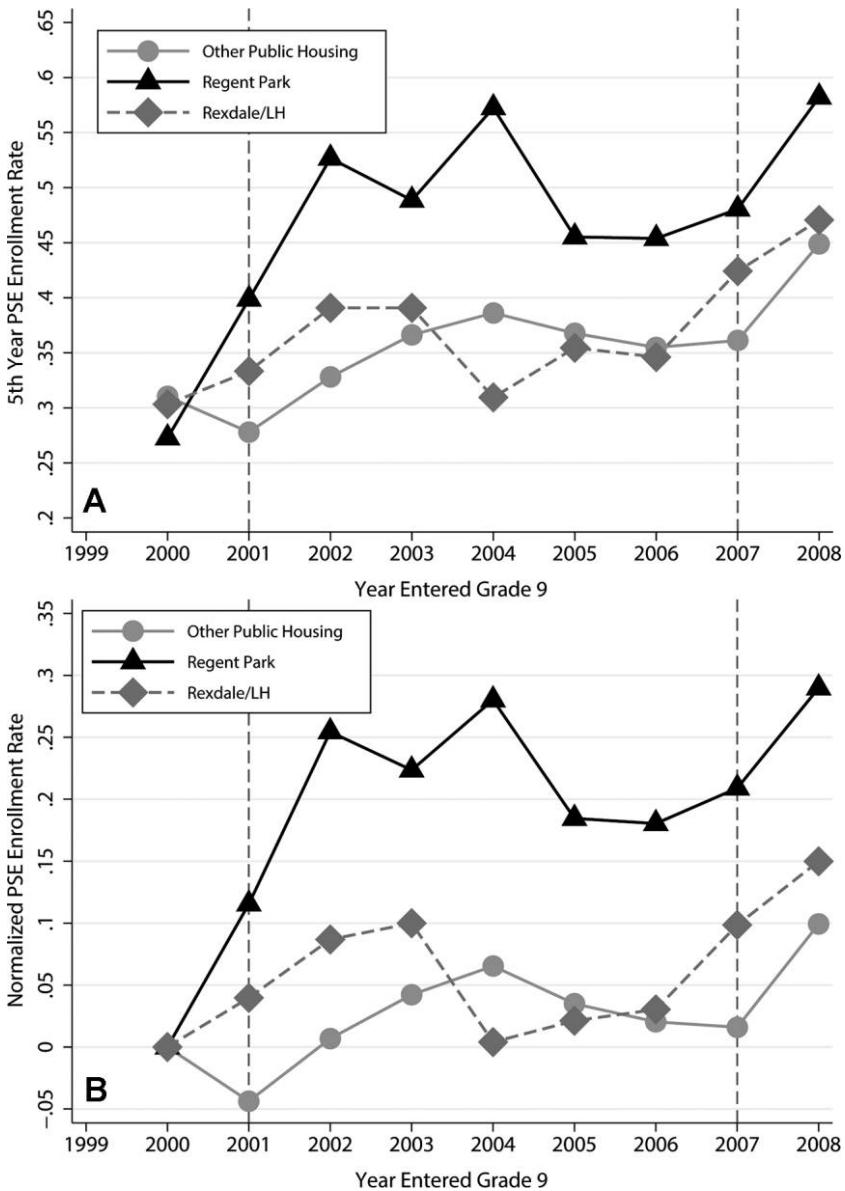 .65
.6
.55
.5
.45
.4
.35
.3
.25
.2
5th Year PSE Enrollment Rate
Other Public Housing
Regent Park
Rexdale/LH
A
1999 2000 2001 2002 2003 2004 2005 2006 2007 2008
Year Entered Grade 9
.35
.3
.25
.2
.15
.1
.05
0
-.05
Normalized PSE Enrollment Rate
Other Public Housing
Regent Park
Rexdale/LH
B
1999 2000 2001 2002 2003 2004 2005 2006 2007 2008
Year Entered Grade 9